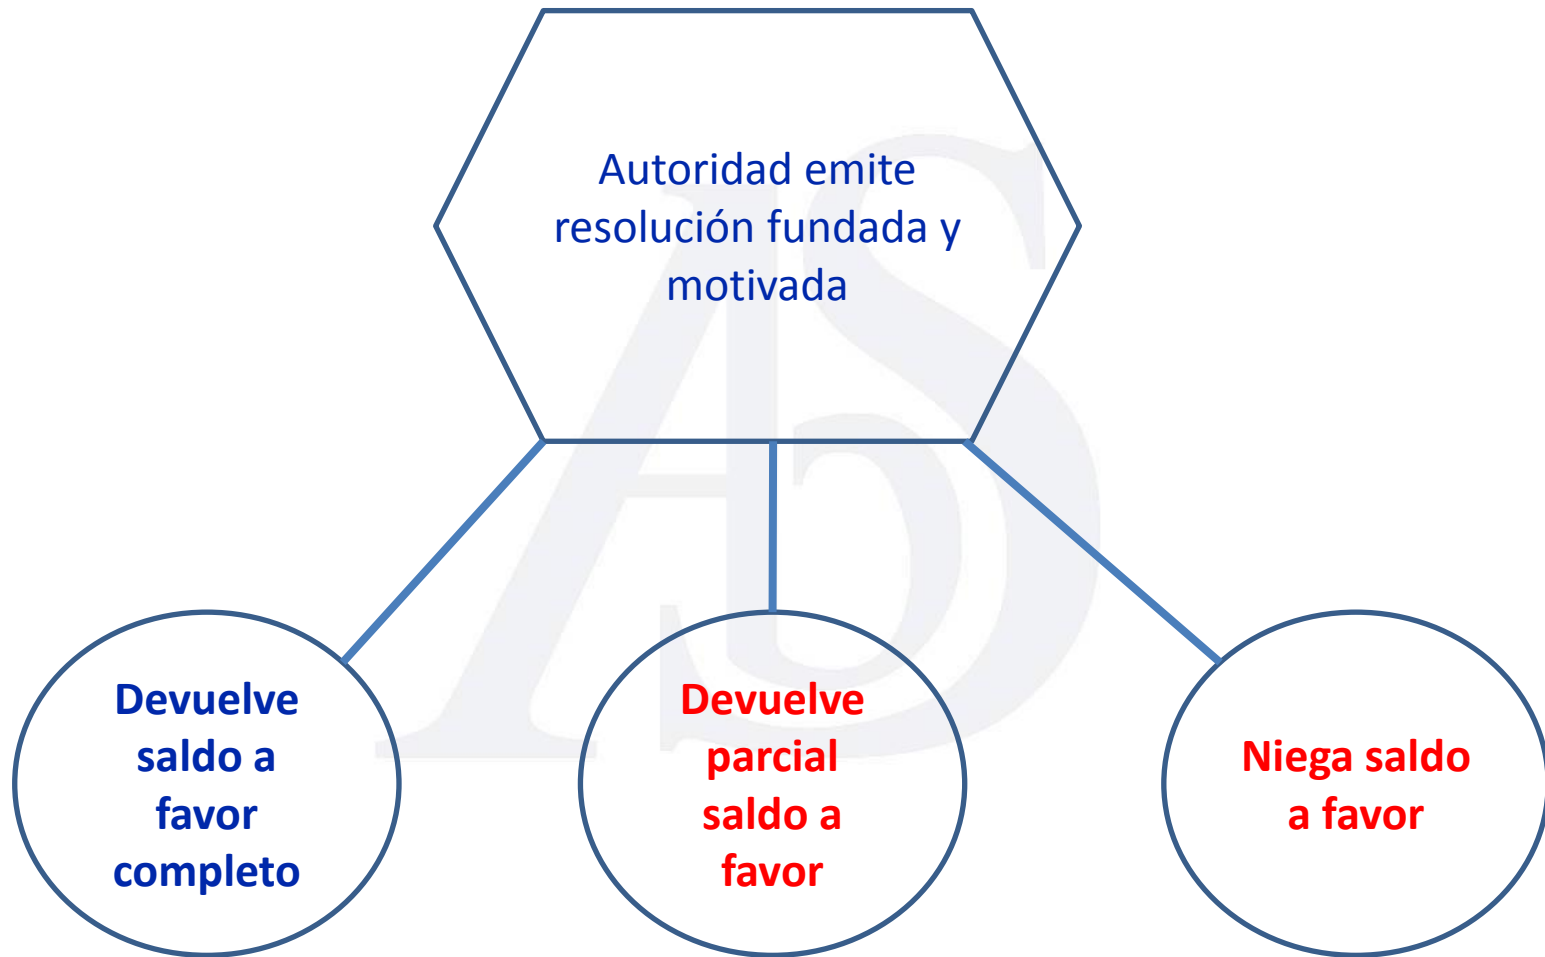 Autoridad emite
resolución fundada y
motivada
Devuelve
saldo a
favor
completo
Devuelve
parcial
saldo a
favor
Niega saldo
a favor